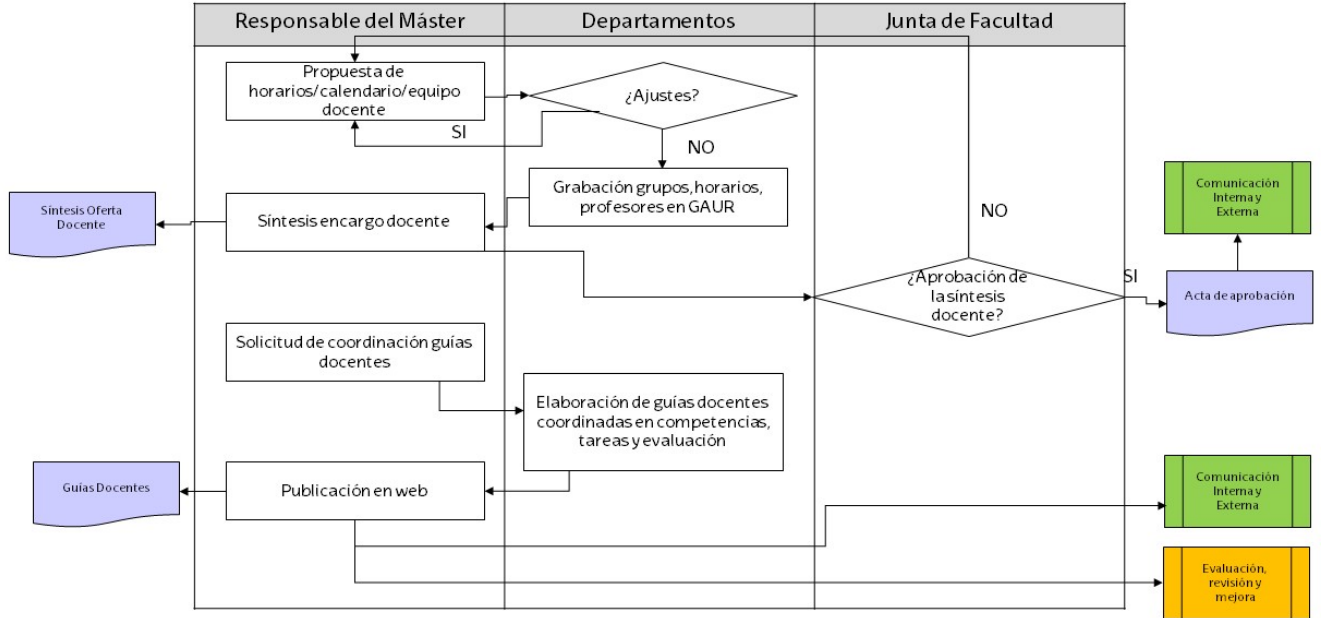 Responsable del Máster
Departamentos
Junta de Facultad
Propuesta de
horarios/calendario/equipo
docente
¿Ajustes?
SI
NO
Grabación grupos, horarios,
profesores en GAUR
Síntesis Oferta
Docente
Síntesis encargo docente
NO
Comunicación
Interna y
Externa
¿Aprobación de
la síntesis
docente?
SI
Acta de aprobación
Solicitud de coordinación guías
docentes
Elaboración de guías docentes
coordinadas en competencias,
tareas y evaluación
Guías Docentes
Publicación en web
Comunicación
Interna y
Externa
Evaluación,
revisión y
mejora